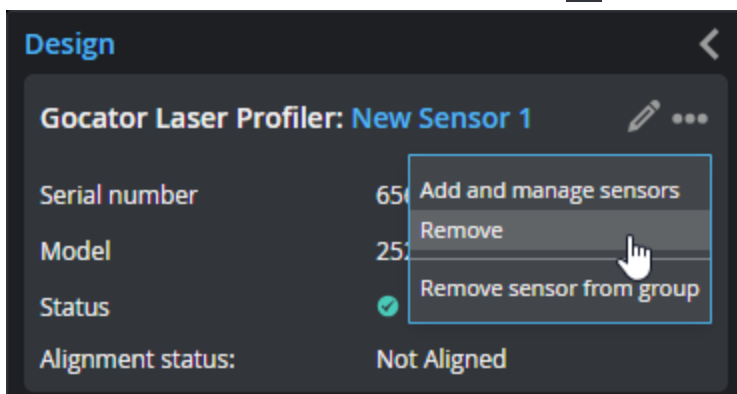 Design
Gocator Laser Profiler: New Sensor 1
Add and manage sensors
Serial number
Remove
Model
Remove sensor from group
Status
Alignment status: Not Aligned